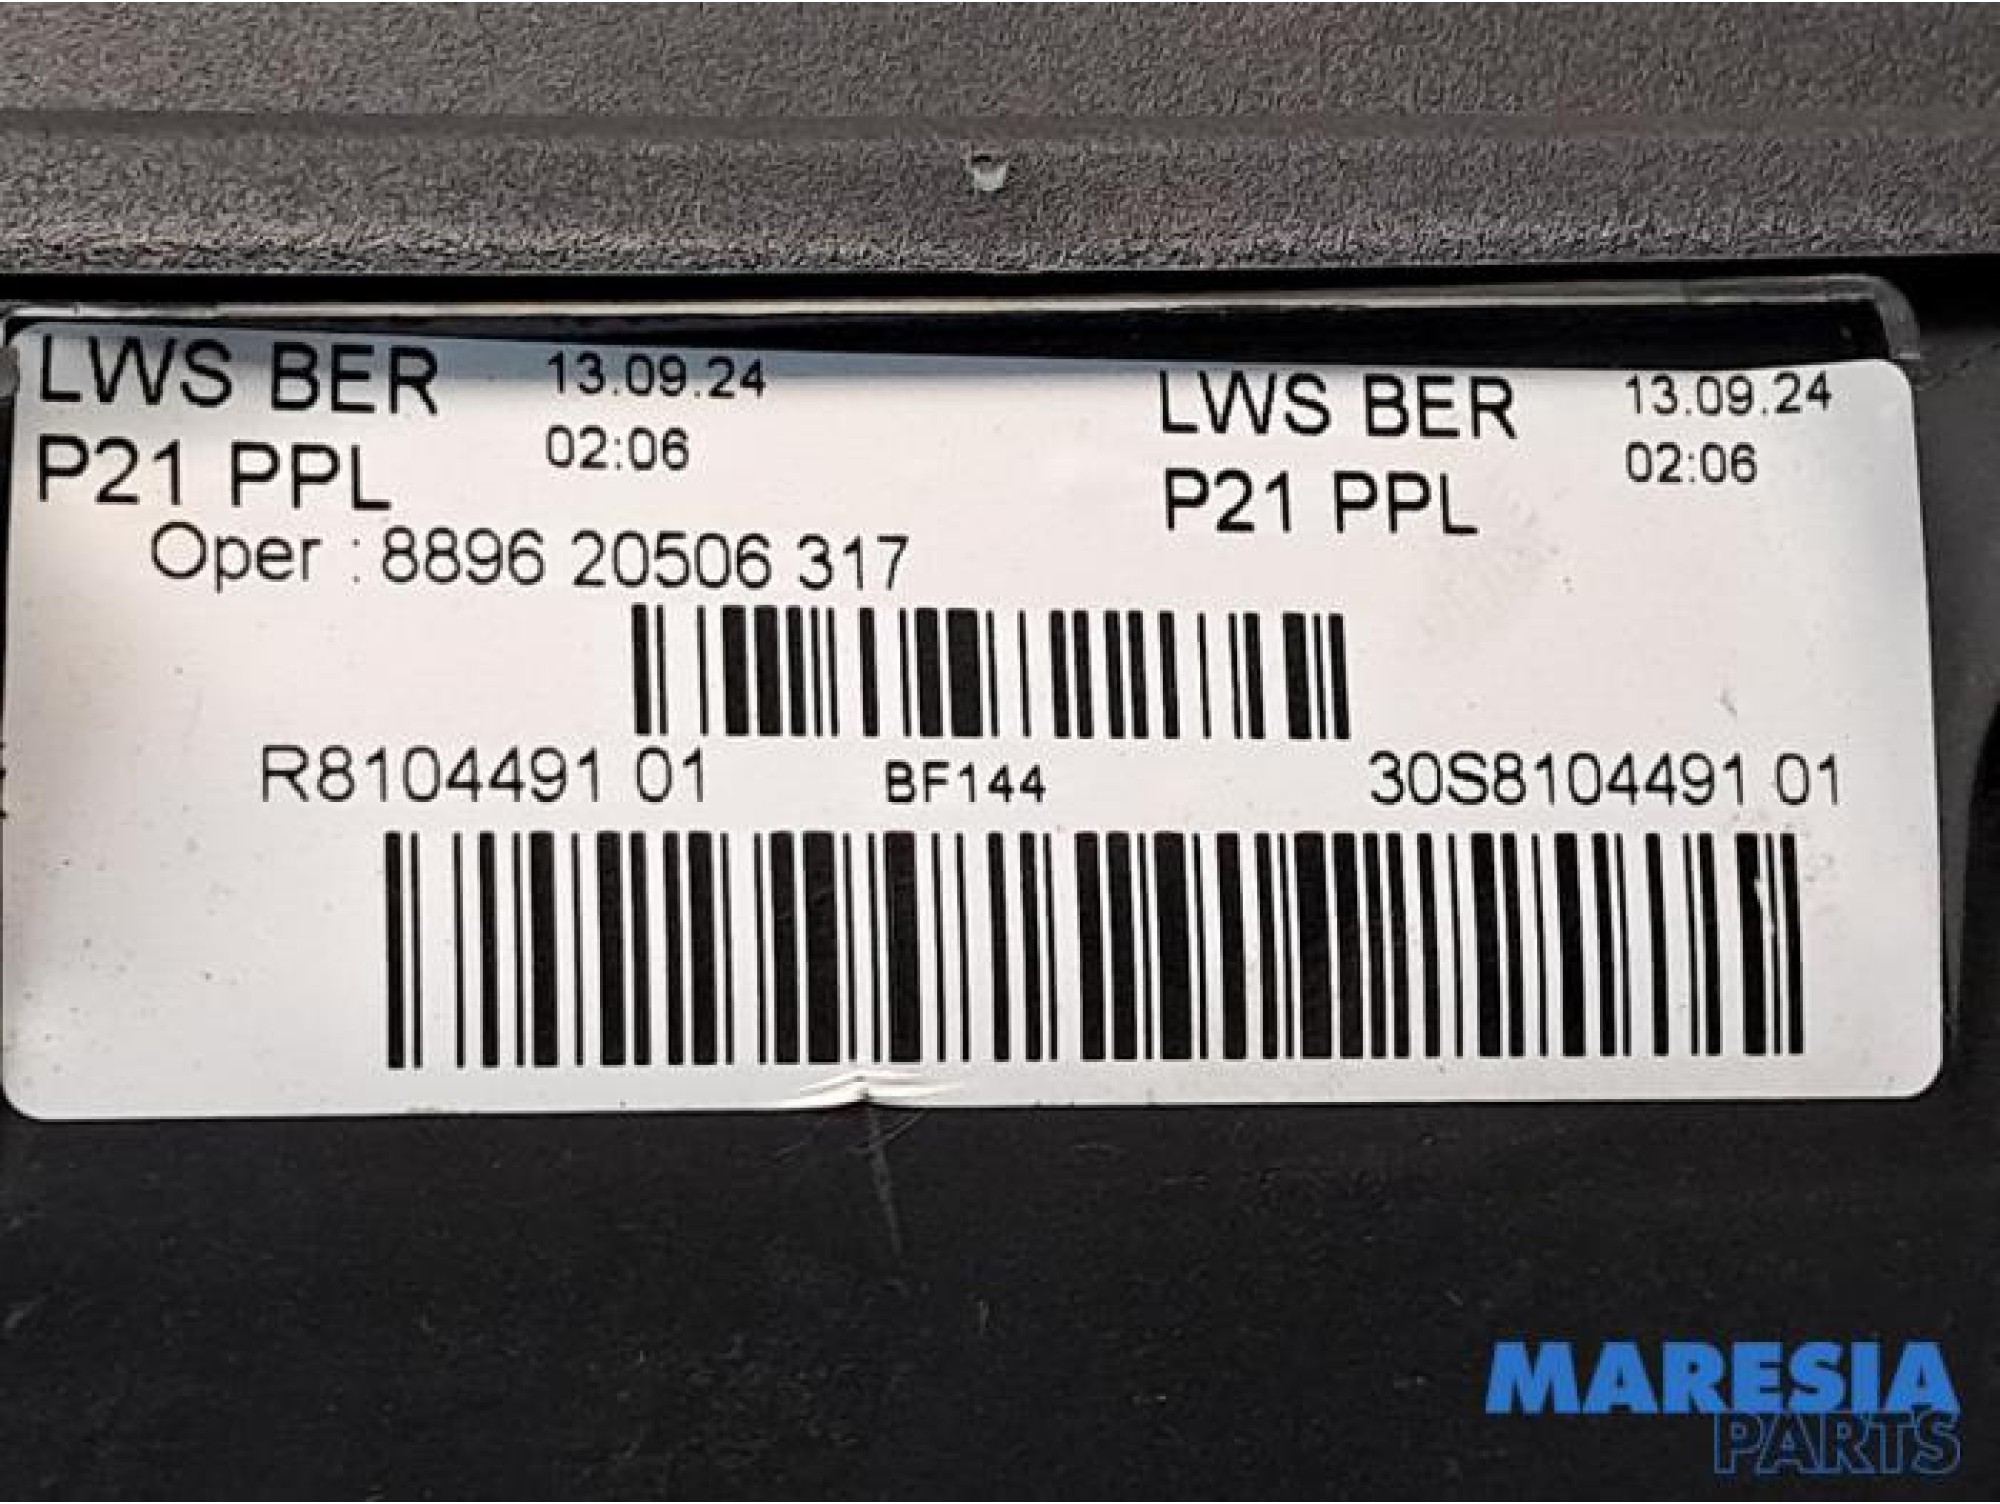 LWS BER 13.09.24 LWS BER 13.09.24
P21 PPL 02:06 P21 PPL 02:06
Oper : 8896 20506 317
R8104491 01 BF144 30S8104491 01
MARESIA
PARTS